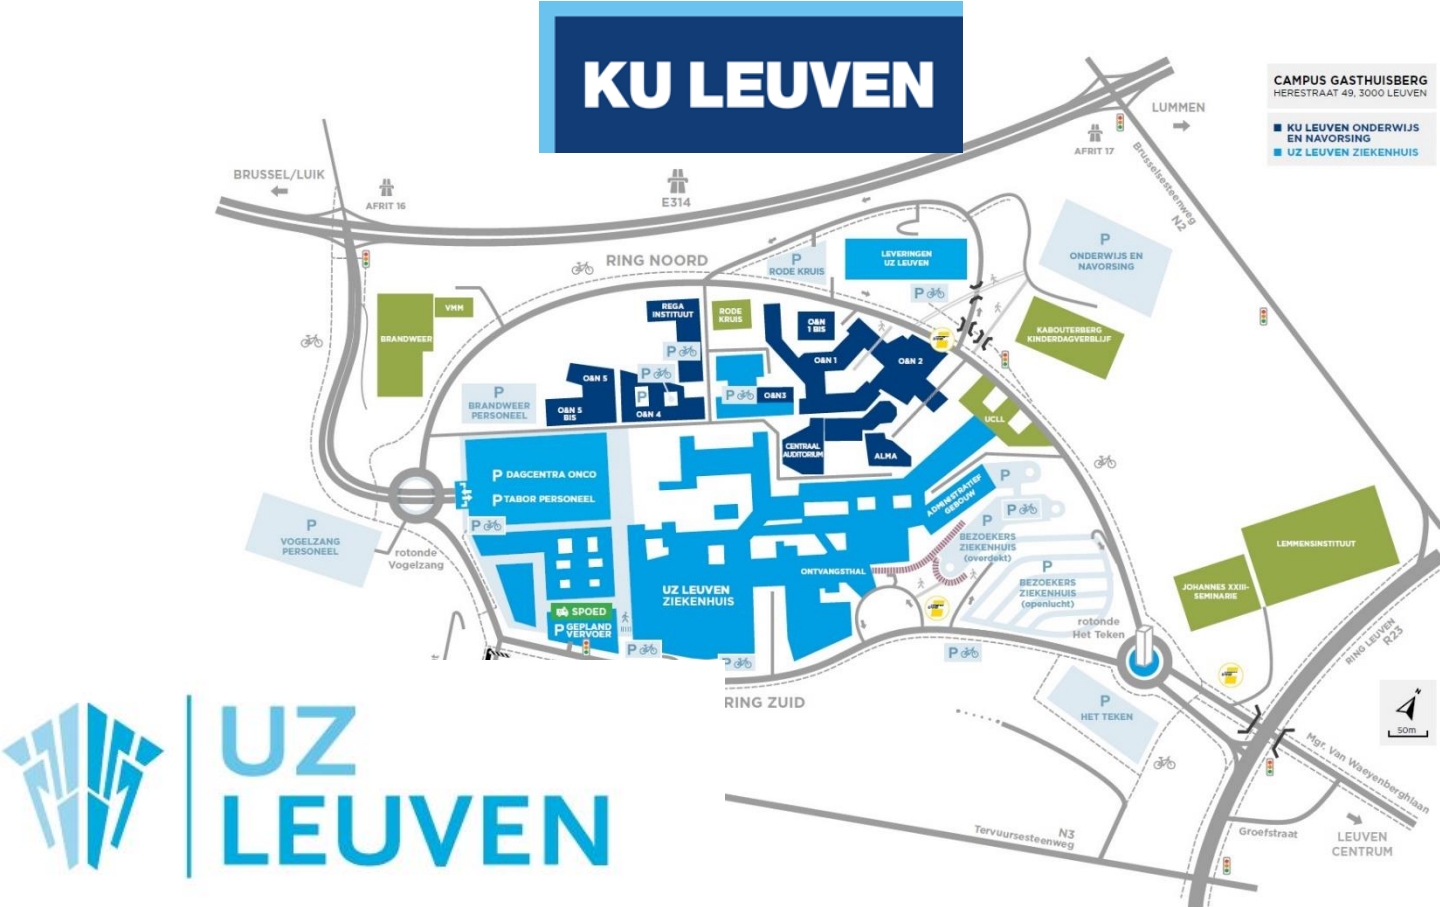 KU LEUVEN
CAMPUS GASTHUISBERG
HERESTRAAT 49, 3000 LEUVEN
KU LEUVEN ONDERWIJS
EN NAVORSING
UZ LEUVEN ZIEKENHUIS
LUMMEN
AFRIT 17
Brusselsesteenweg
N2
BRUSSEL/LUIK
AFRIT 16
E314
RING NOORD
P
RODE KRUIS
LEVERINGEN
UZ LEUVEN
P
P
ONDERWIJS EN
NAVORSING
VMM
BRANDWEER
REGA
INSTITUUT
RODE
KRUIS
O&N
1 BIS
O&N 1
O&N 2
KABOUTERBERG
KINDERDAGVERBLIJF
P
P
P
O&N 5
O&N 5
BIS
O&N 4
P
O&N3
P
BRANDWEER
PERSONEEL
UCLL
CENTRAAL
AUDITORIUM
ALMA
P DAGCENTRA ONCO
P TABOR PERSONEEL
P
ADMINISTRATIEF
GEBOUW
P
P
P
BEZOEKERS
ZIEKENHUIS
(overdekt)
P
VOGELZANG
PERSONEEL
rotonde
Vogelzang
ONTVANGSTHAL
P
BEZOEKERS
ZIEKENHUIS
(openlucht)
LEMMENSINSTITUUT
JOHANNES XXIII-
SEMINARIE
UZ LEUVEN
ZIEKENHUIS
SPOED
P GEPLAND
VERVOER
P
P
P
rotonde
Het Teken
RING LEUVEN
R23
RING ZUID
P
HET TEKEN
N
50m
Mgr. Van Waeyenberghlaan
Groefstraat
LEUVEN
CENTRUM
N3
Tervuursesteenweg
UZ
LEUVEN